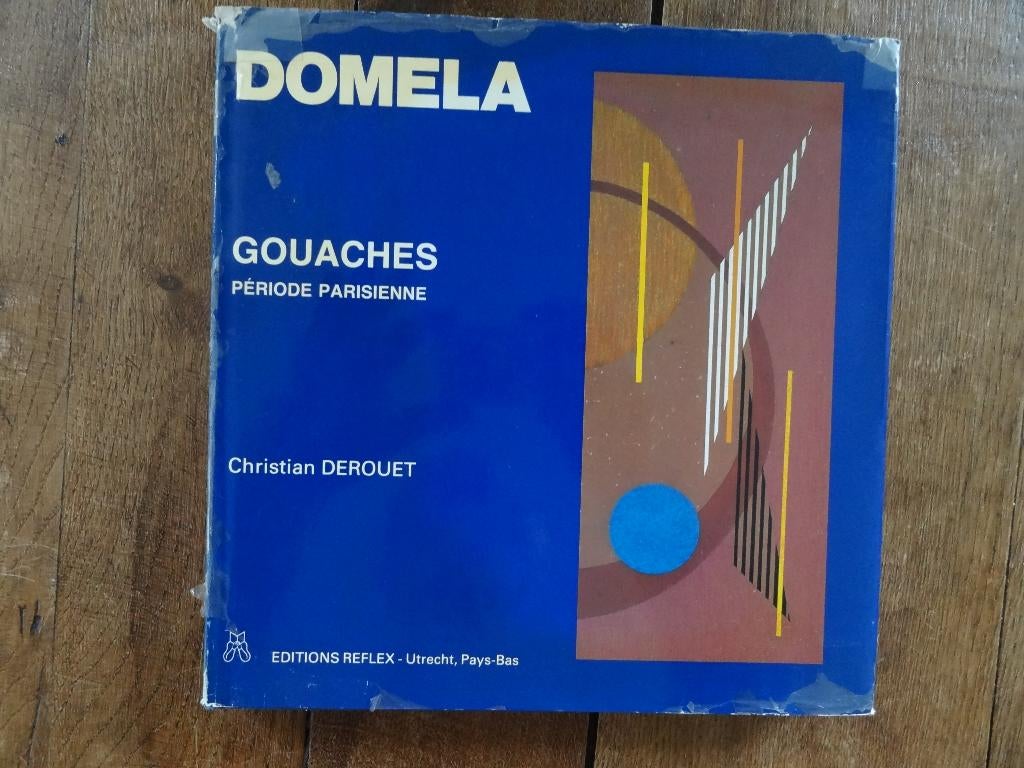 DOMELA
GOUACHES
PÉRIODE PARISIENNE
Christian DEROUET
EDITIONS REFLEX - Utrecht, Pays-Bas